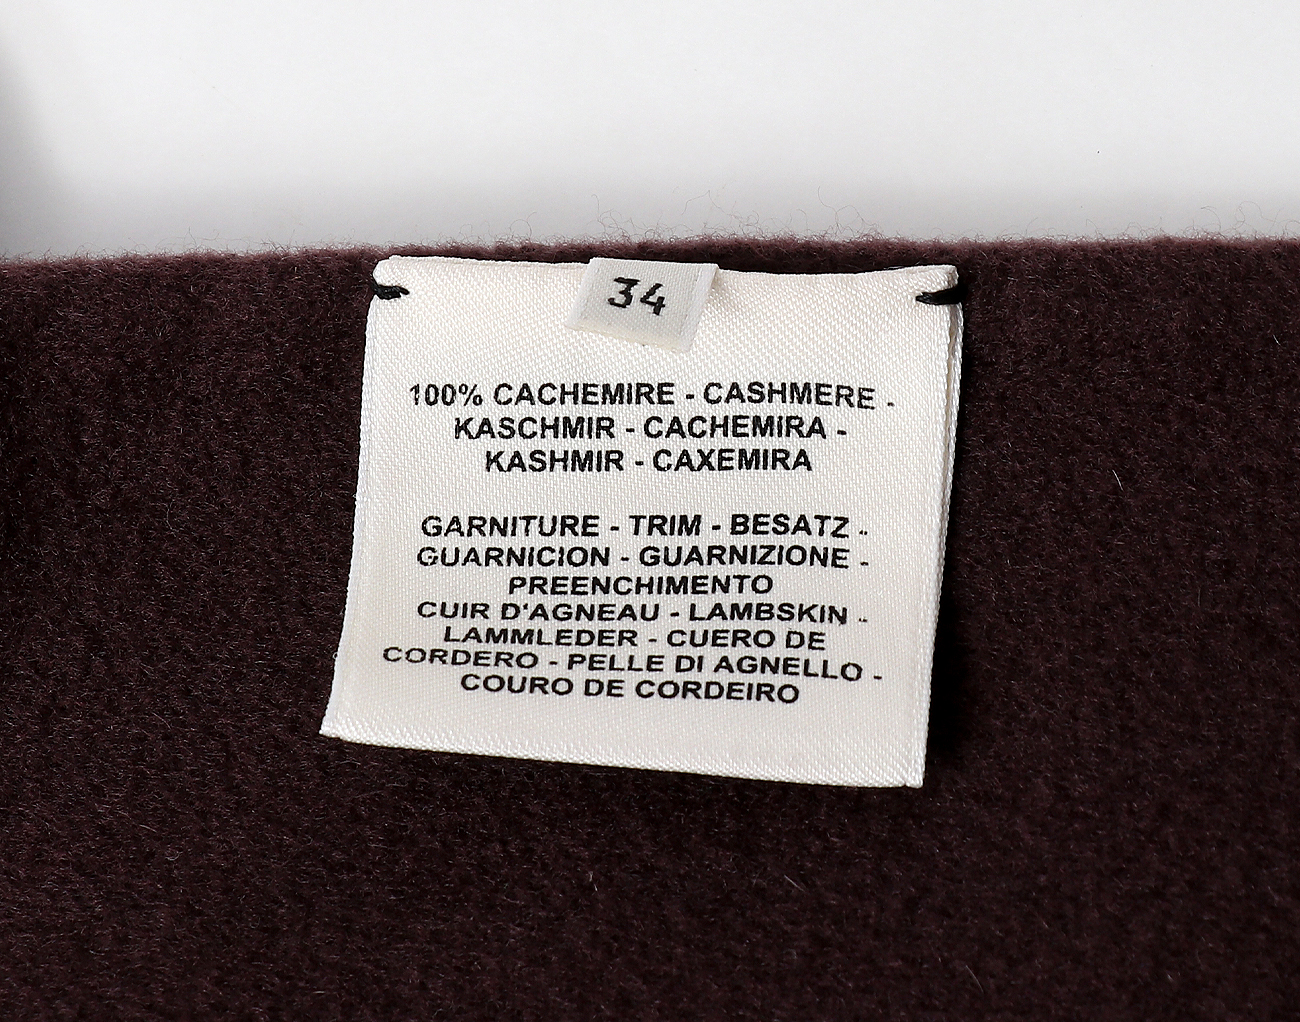 34
100% CACHEMIRE - CASHMERE -
KASCHMIR - CACHEMIRA -
KASHMIR - CAXEMIRA
GARNITURE - TRIM - BESATZ -
GUARNICION - GUARNIZIONE -
PREENCHIMENTO
CUIR D'AGNEAU - LAMBSKIN -
LAMMLEDER - CUERO DE
CORDERO - PELLE DI AGNELLO -
COURO DE CORDEIRO